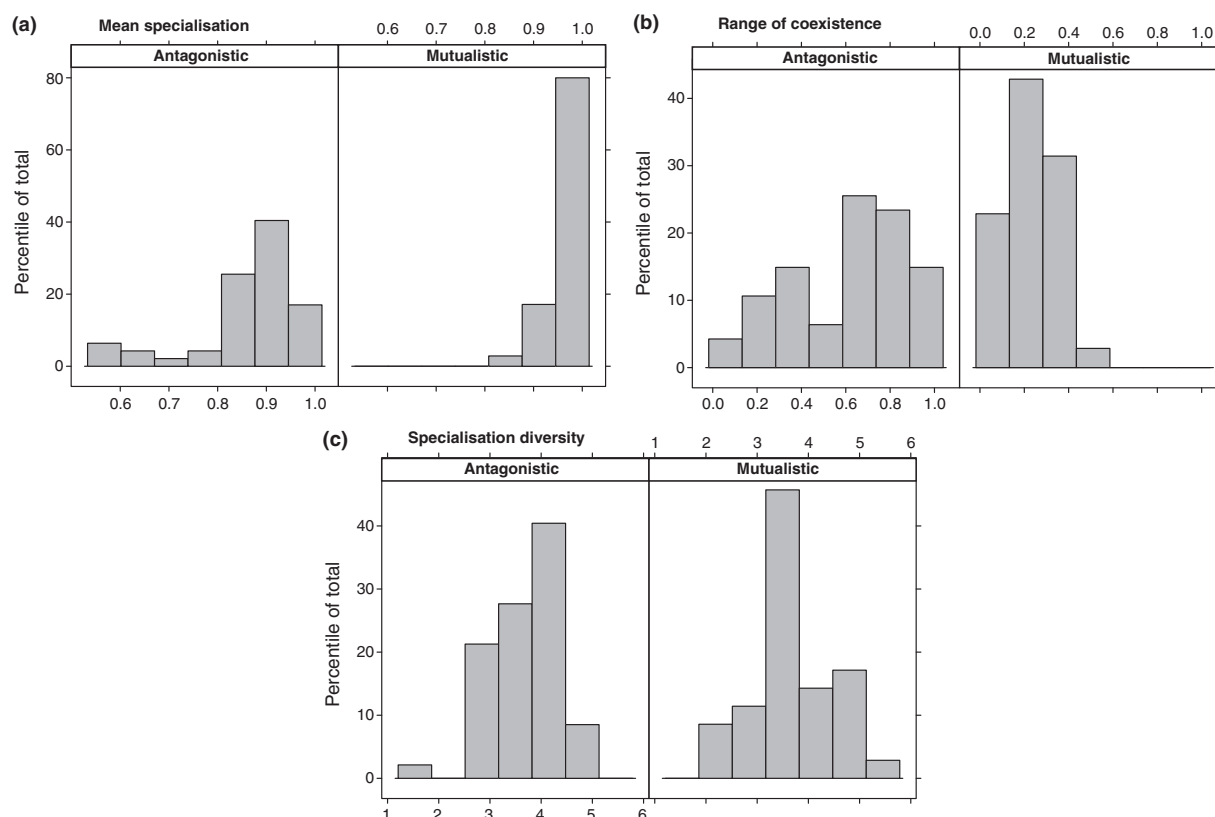 (a)
Mean specialisation
0.6 0.7 0.8 0.9 1.0
Antagonistic
Mutualistic
Percentile of total
80
60
40
20
0
0.6 0.7 0.8 0.9 1.0
(b)
Range of coexistence
0.0 0.2 0.4 0.6 0.8 1.0
Antagonistic
Mutualistic
Percentile of total
40
30
20
10
0
0.0 0.2 0.4 0.6 0.8 1.0
(c)
Specialisation diversity
1 2 3 4 5 6
Antagonistic
Mutualistic
Percentile of total
40
30
20
10
0
1 2 3 4 5 6